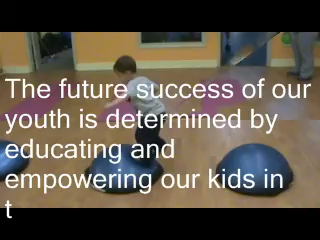 The future success of our
youth is determined by
educating and
empowering our kids in
t